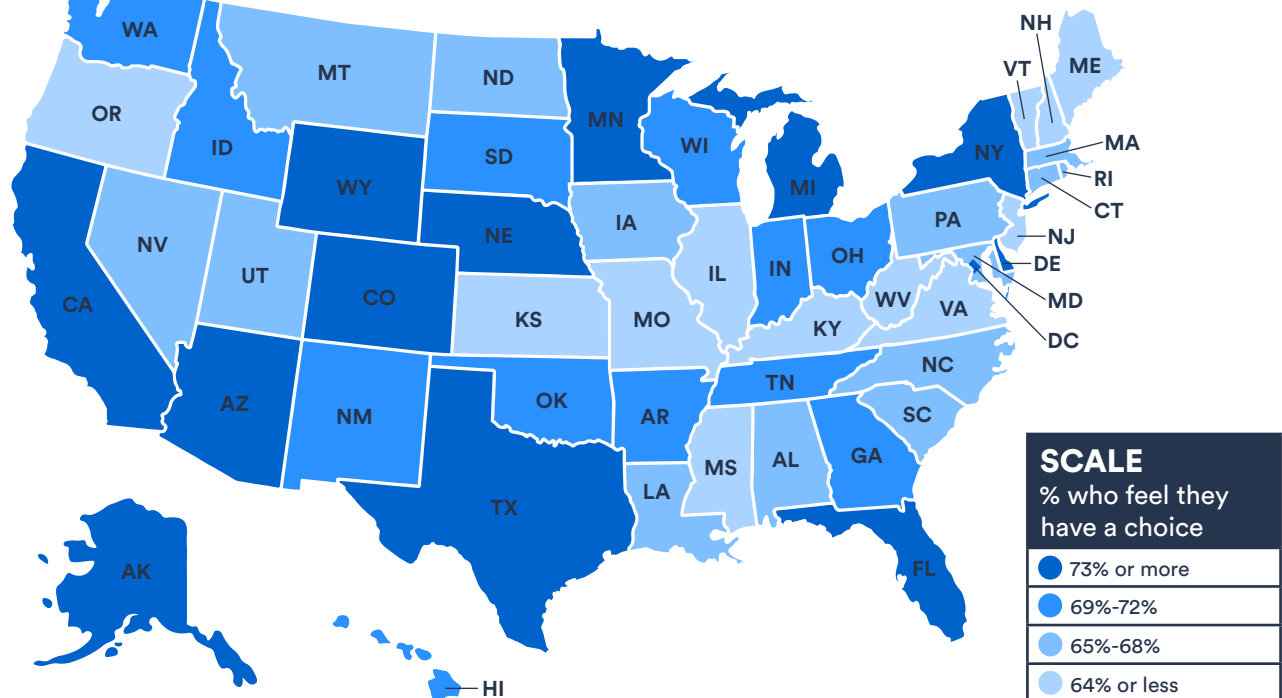 NH
WA
ME
VT
MT
ND
OR
MN
MA
WI
ID
NY
SD
RI
WY
MI
CT
PA
IA
NE
NJ
NV
OH
DE
IN
UT
IL
CO
WV
MD
CA
VA
KS
MO
KY
DC
NC
TN
OK
AZ
SC
NM
AR
GA
AL
MS
LA
TX
FL
AK
HI
SCALE
% who feel they
have a choice
73% or more
69%-72%
65%-68%
64% or less